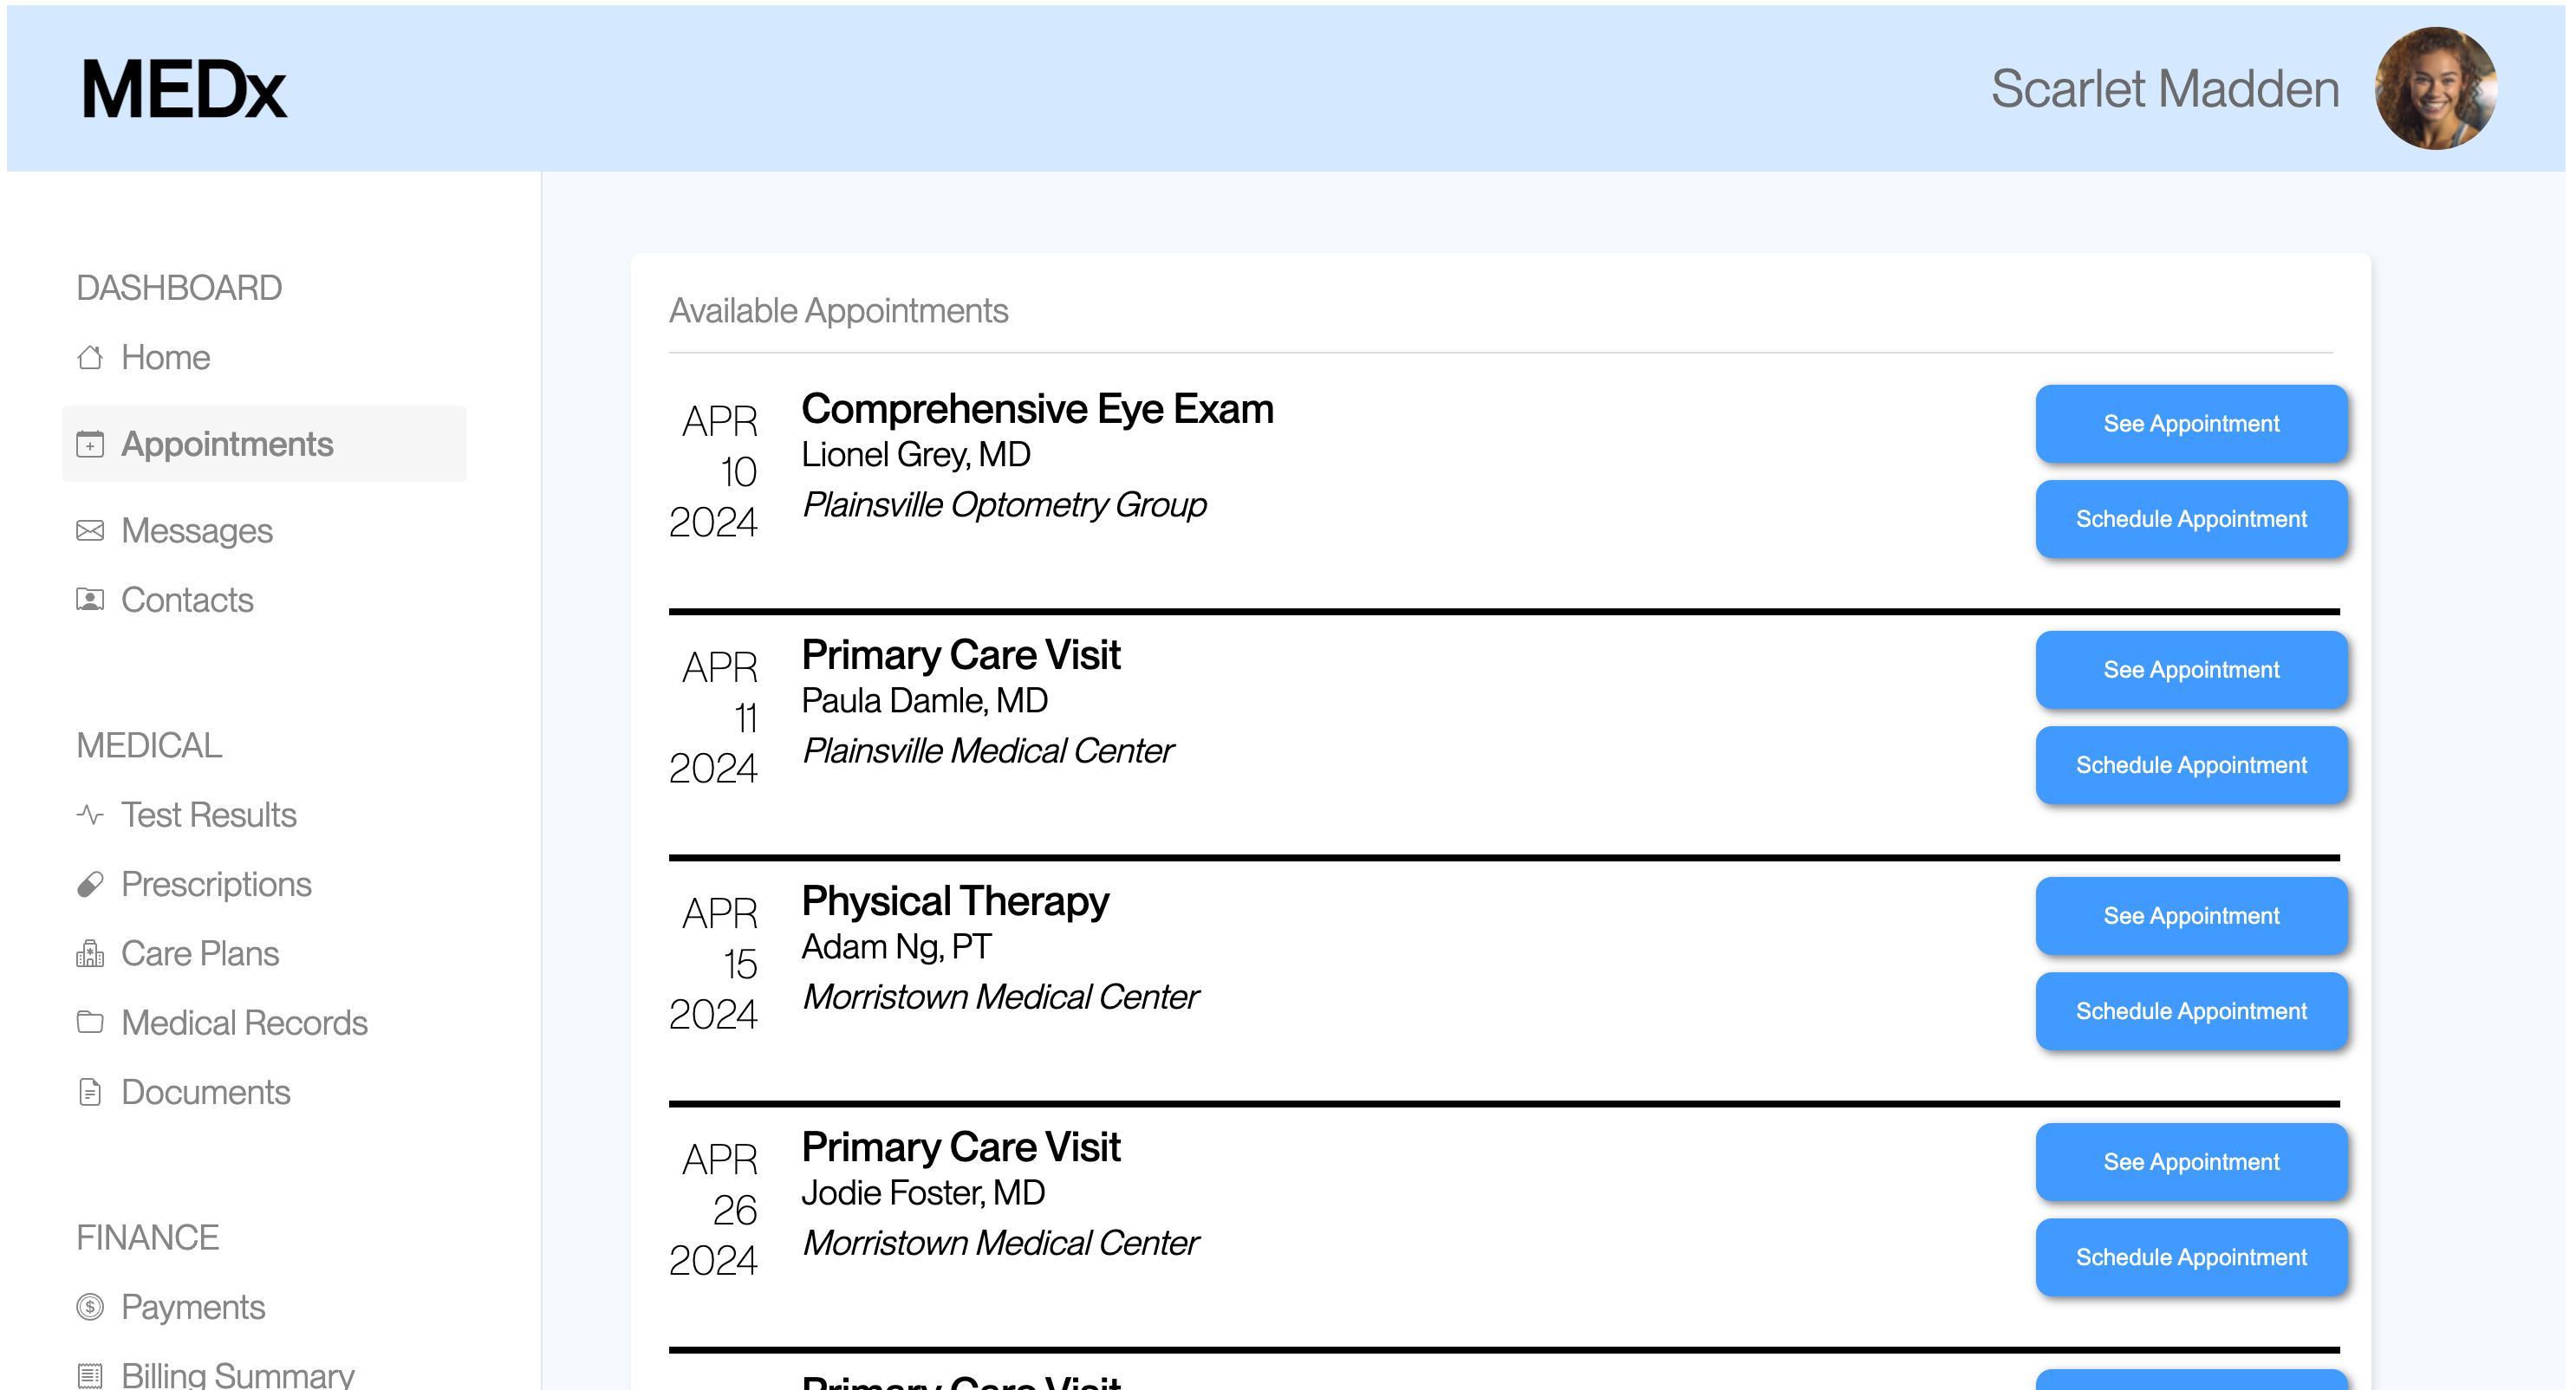 MEDx
Scarlet Madden
DASHBOARD
Home
Appointments
Messages
Contacts
MEDICAL
Test Results
Prescriptions
Care Plans
Medical Records
Documents
FINANCE
Payments
Billing Summary
Available Appointments
APR
10
2024
Comprehensive Eye Exam
Lionel Grey, MD
Plainsville Optometry Group
See Appointment
Schedule Appointment
APR
11
2024
Primary Care Visit
Paula Damle, MD
Plainsville Medical Center
See Appointment
Schedule Appointment
APR
15
2024
Physical Therapy
Adam Ng, PT
Morristown Medical Center
See Appointment
Schedule Appointment
APR
26
2024
Primary Care Visit
Jodie Foster, MD
Morristown Medical Center
See Appointment
Schedule Appointment
Primary Care Visit